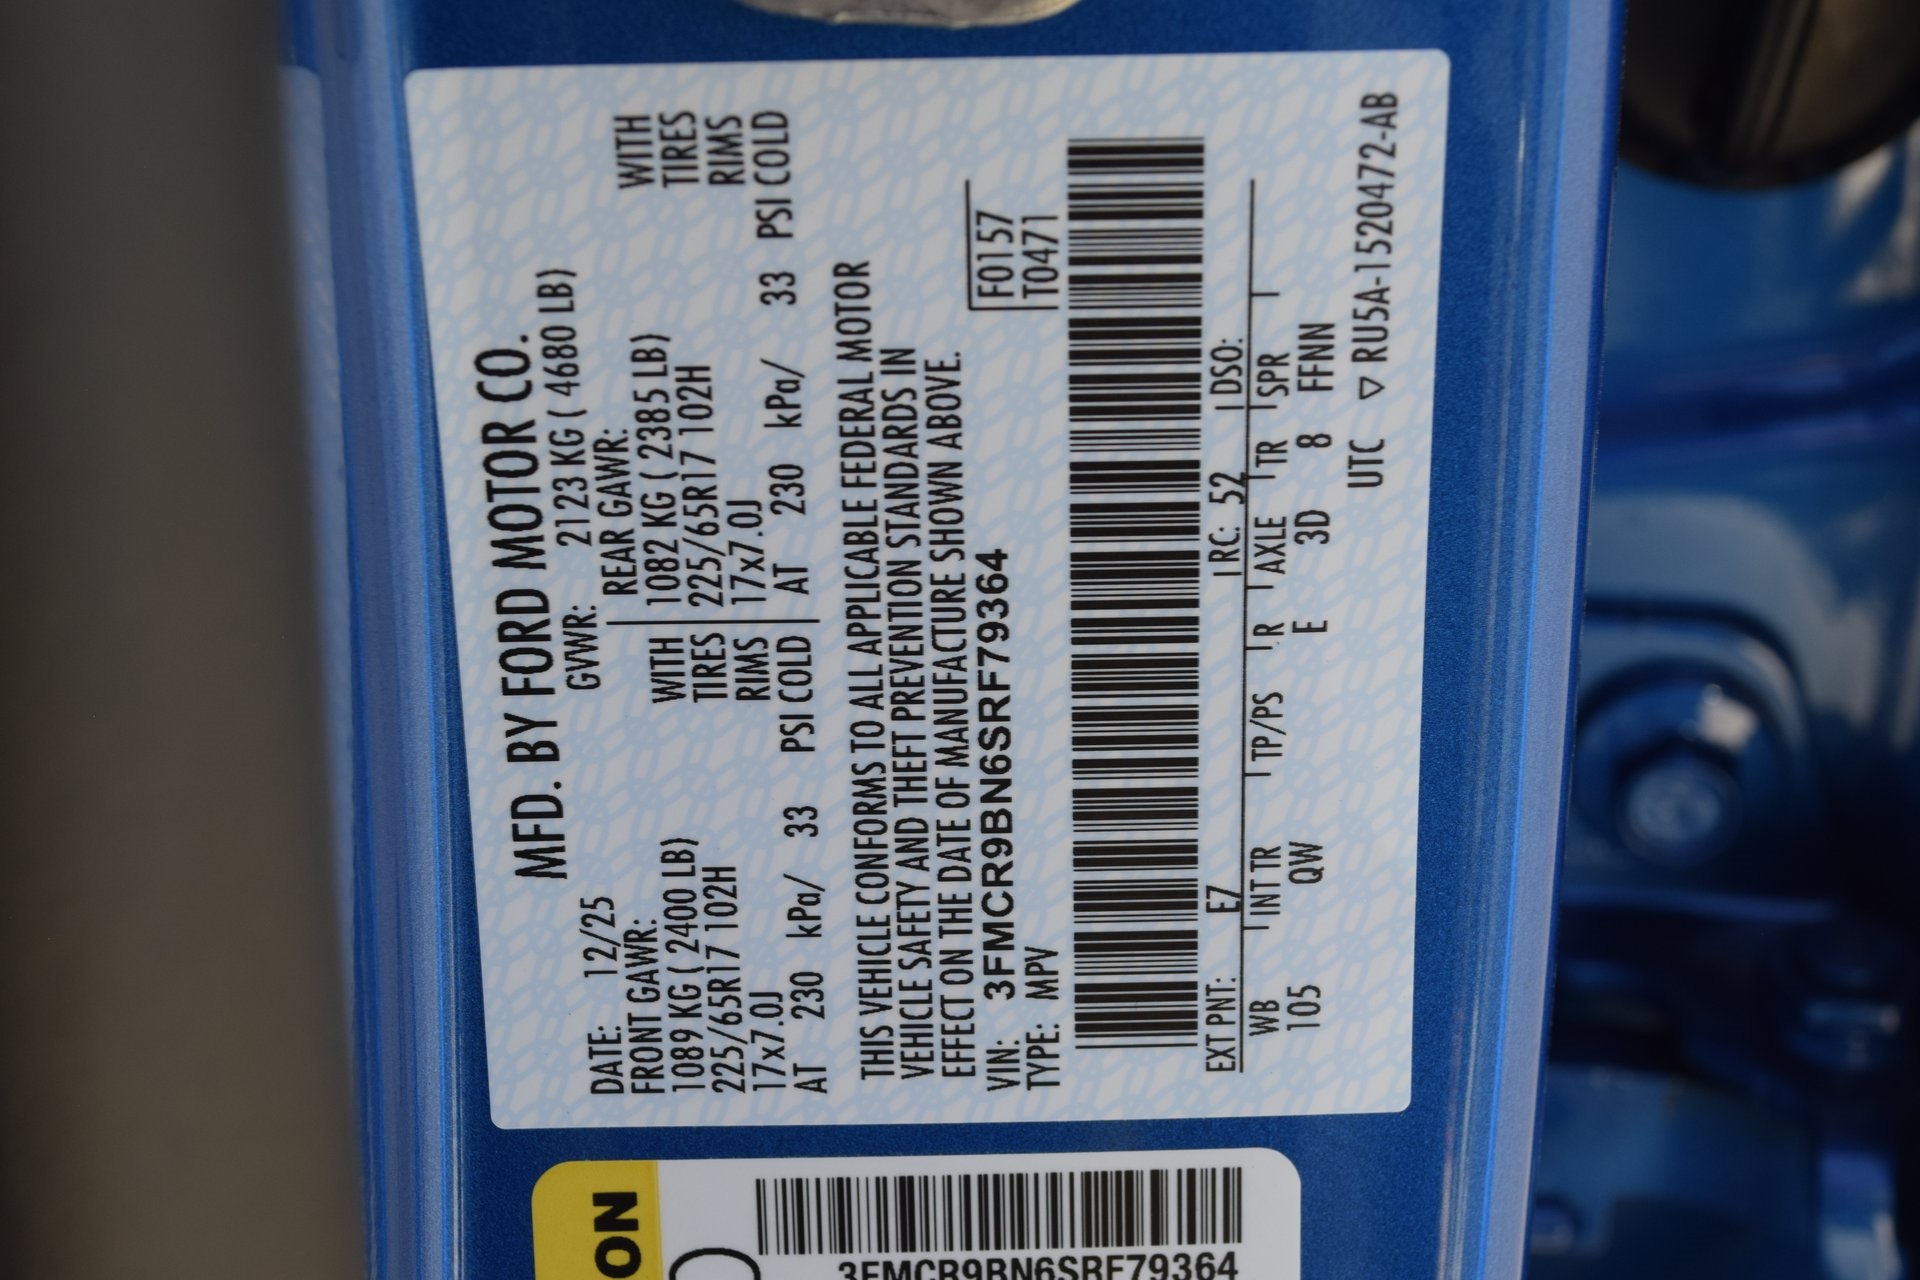 MFD. BY FORD MOTOR CO.
DATE: 12/25 GVWR: 2123 KG ( 4680 LB)
FRONT GAWR: REAR GAWR:
1089 KG ( 2400 LB) WITH 1082 KG ( 2385 LB) WITH
225/65R17 102H TIRES 225/65R17 102H TIRES
17x7.0J RIMS 17x7.0J RIMS
AT 230 kPa/ 33 PSI COLD AT 230 kPa/ 33 PSI COLD
THIS VEHICLE CONFORMS TO ALL APPLICABLE FEDERAL MOTOR
VEHICLE SAFETY AND THEFT PREVENTION STANDARDS IN
EFFECT ON THE DATE OF MANUFACTURE SHOWN ABOVE.
VIN: 3FMCR9BN6SRF79364 F0157
TYPE: MPV T0471
EXT PNT: E7 RC: 52 DSO:
WB INT TR TP/PS R AXLE TR SPR
105 QW E 3D 8 FFNN
UTC ▽ RU5A-1520472-AB
ON
3FMCR9BN6SRF79364